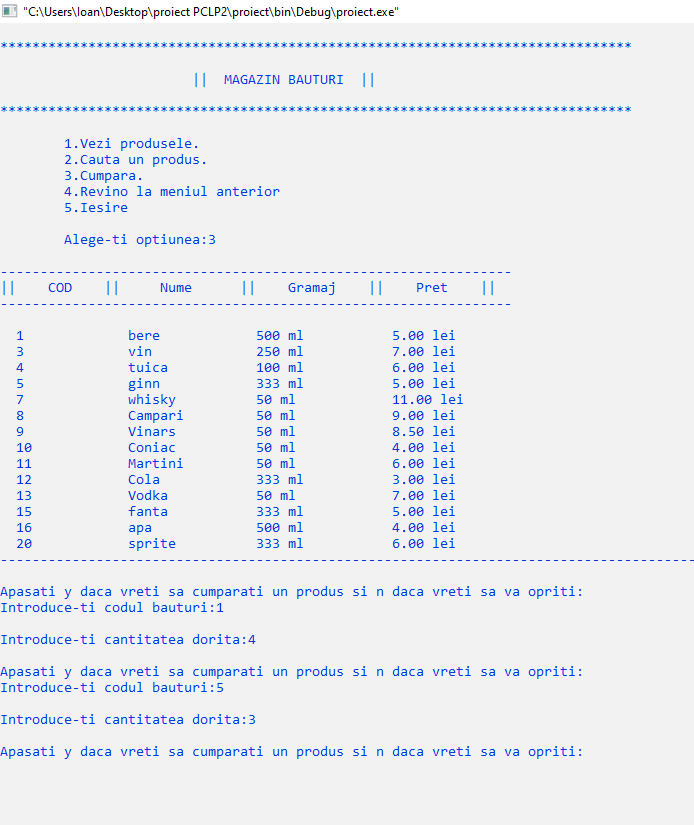 "C:\Users\Ioan\Desktop\proiect PCLP2\proiect\bin\Debug\proiect.exe"
*******************************************************************************
|| MAGAZIN BAUTURI ||
*******************************************************************************
1.Vezi produsele.
2.Cauta un produs.
3.Cumpara.
4.Revino la meniul anterior
5.Iesire
Alege-ti optiunea:3
----------------------------------------------------------------
|| COD || Nume || Gramaj || Pret ||
----------------------------------------------------------------
1 bere 500 ml 5.00 lei
3 vin 250 ml 7.00 lei
4 tuica 100 ml 6.00 lei
5 ginn 333 ml 5.00 lei
7 whisky 50 ml 11.00 lei
8 Campari 50 ml 9.00 lei
9 Vinars 50 ml 8.50 lei
10 Coniac 50 ml 4.00 lei
11 Martini 50 ml 6.00 lei
12 Cola 333 ml 3.00 lei
13 Vodka 50 ml 7.00 lei
15 fanta 333 ml 5.00 lei
16 apa 500 ml 4.00 lei
20 sprite 333 ml 6.00 lei
---------------------------------------------------------------------------------------
Apasati y daca vreti sa cumparati un produs si n daca vreti sa va opriti:
Introduce-ti codul bauturi:1
Introduce-ti cantitatea dorita:4
Apasati y daca vreti sa cumparati un produs si n daca vreti sa va opriti:
Introduce-ti codul bauturi:5
Introduce-ti cantitatea dorita:3
Apasati y daca vreti sa cumparati un produs si n daca vreti sa va opriti: